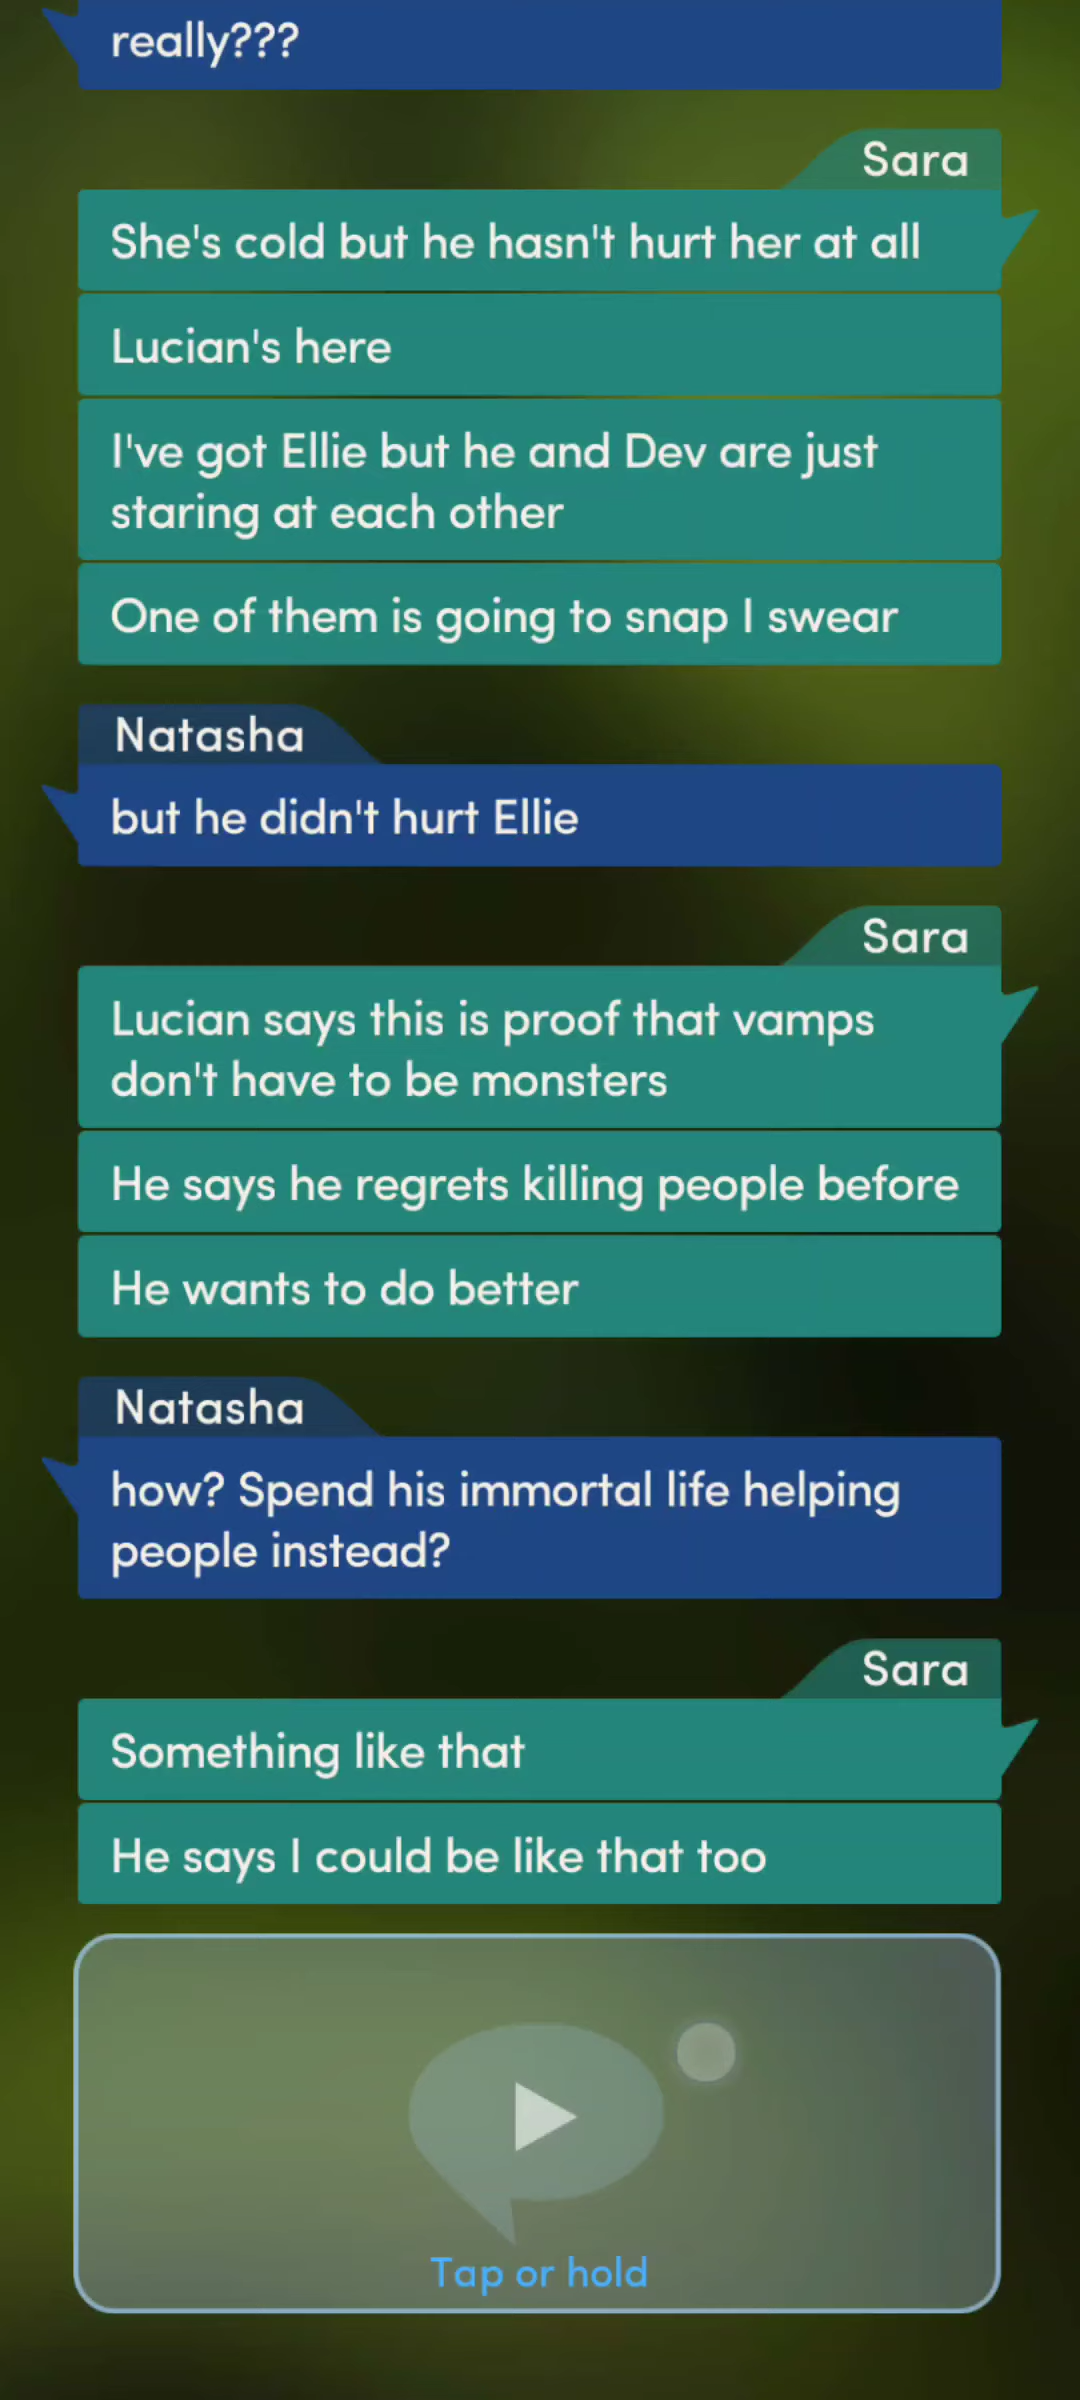 really???
Sara
She's cold but he hasn't hurt her at all
Lucian's here
I've got Ellie but he and Dev are just
staring at each other
One of them is going to snap I swear
Natasha
but he didn't hurt Ellie
Sara
Lucian says this is proof that vamps
don't have to be monsters
He says he regrets killing people before
He wants to do better
Natasha
how? Spend his immortal life helping
people instead?
Sara
Something like that
He says I could be like that too
Tap or hold